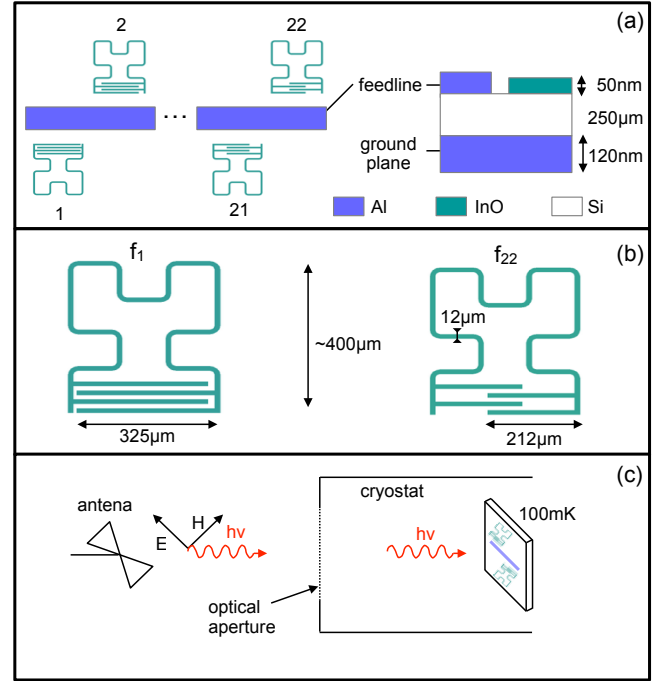 (a)
2
22
feedline
50nm
250μm
ground
plane
120nm
...
1
21
Al
InO
Si
(b)
f1
f22
12μm
~400μm
325μm
212μm
(c)
antena
cryostat
100mK
E
H
hν
hν
optical
aperture